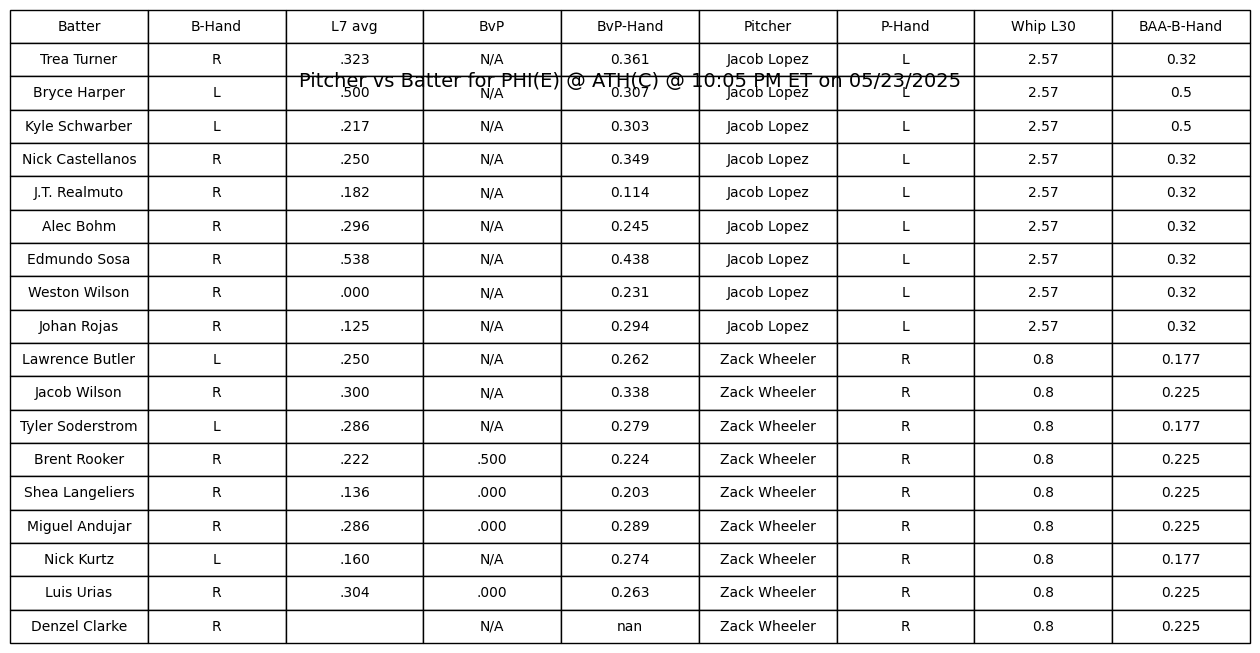 Batter B-Hand L7 avg BvP BvP-Hand Pitcher P-Hand Whip L30 BAA-B-Hand
Trea Turner R .323 N/A 0.361 Jacob Lopez L 2.57 0.32
Pitcher vs Batter for PHI(E) @ ATH(C) @ 10:05 PM ET on 05/23/2025
Bryce Harper L .500 N/A 0.307 Jacob Lopez L 2.57 0.5
Kyle Schwarber L .217 N/A 0.303 Jacob Lopez L 2.57 0.5
Nick Castellanos R .250 N/A 0.349 Jacob Lopez L 2.57 0.32
J.T. Realmuto R .182 N/A 0.114 Jacob Lopez L 2.57 0.32
Alec Bohm R .296 N/A 0.245 Jacob Lopez L 2.57 0.32
Edmundo Sosa R .538 N/A 0.438 Jacob Lopez L 2.57 0.32
Weston Wilson R .000 N/A 0.231 Jacob Lopez L 2.57 0.32
Johan Rojas R .125 N/A 0.294 Jacob Lopez L 2.57 0.32
Lawrence Butler L .250 N/A 0.262 Zack Wheeler R 0.8 0.177
Jacob Wilson R .300 N/A 0.338 Zack Wheeler R 0.8 0.225
Tyler Soderstrom L .286 N/A 0.279 Zack Wheeler R 0.8 0.177
Brent Rooker R .222 .500 0.224 Zack Wheeler R 0.8 0.225
Shea Langeliers R .136 .000 0.203 Zack Wheeler R 0.8 0.225
Miguel Andujar R .286 .000 0.289 Zack Wheeler R 0.8 0.225
Nick Kurtz L .160 N/A 0.274 Zack Wheeler R 0.8 0.177
Luis Urias R .304 .000 0.263 Zack Wheeler R 0.8 0.225
Denzel Clarke R N/A nan Zack Wheeler R 0.8 0.225